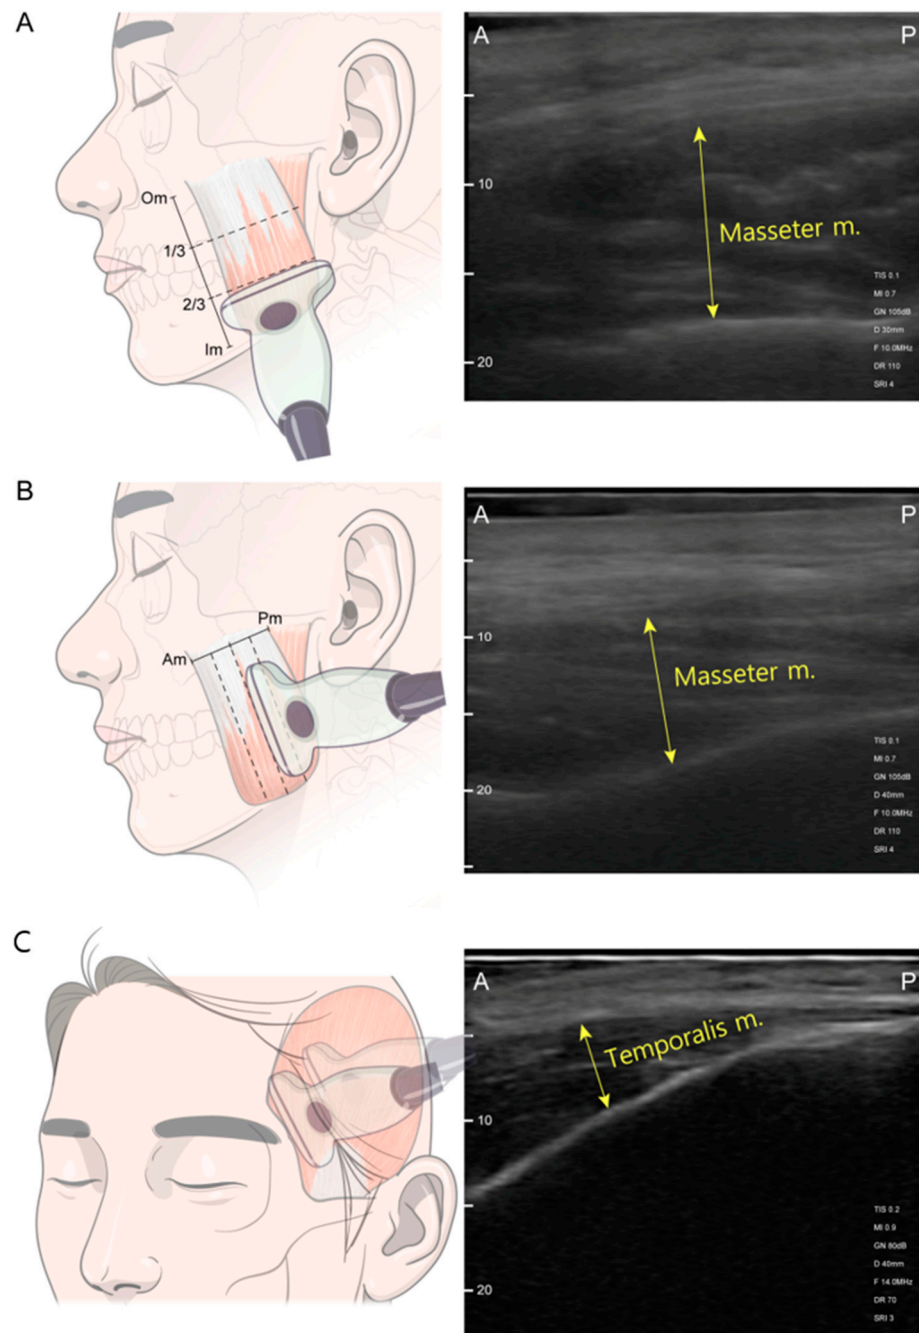 A
Om
1/3
2/3
Im
A
P
10
20
Masseter m.
TIS 0.1
MI 0.7
GN 105dB
D 30mm
F 10.0MHz
DR 110
SRI 4
B
Pm
Am
A
P
10
20
Masseter m.
TIS 0.1
MI 0.7
GN 105dB
D 40mm
F 10.0MHz
DR 110
SRI 4
C
A
P
10
20
Temporalis m.
TIS 0.2
MI 0.9
GN 80dB
D 40mm
F 14.0MHz
DR 70
SRI 3